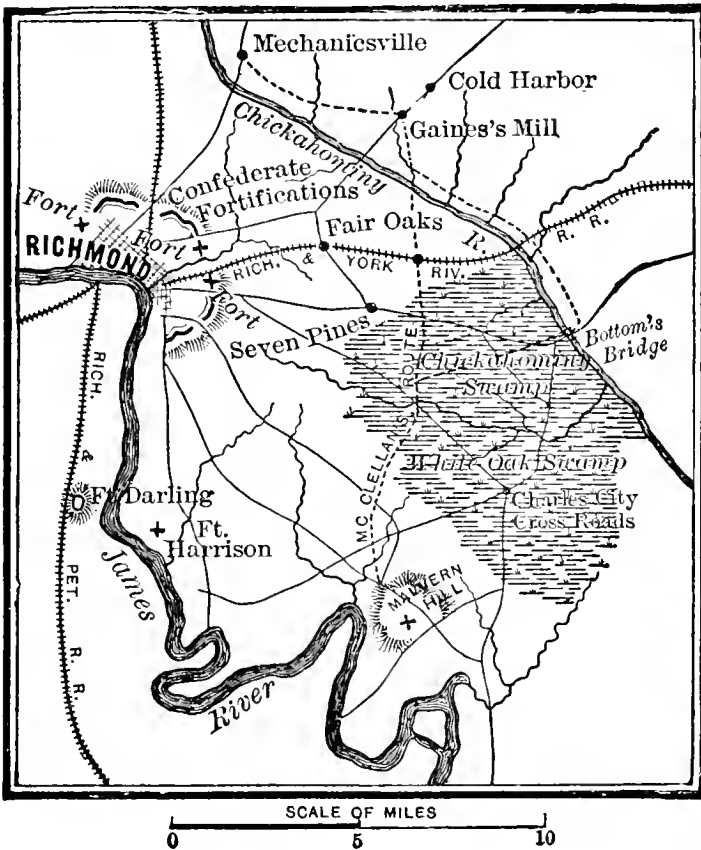 Mechanicsville
Cold Harbor
Gaines's Mill
Chickahominy
R.
Confederate
Fortifications
Fort
Fort
Fort
RICHMOND
Fair Oaks
RICH. & YORK RIV. R. R.
Seven Pines
Bottom's
Bridge
Chickahominy
Swamp
MC CLELLAN'S ROUTE
White Oak Swamp
Charles City
Cross Roads
RICH. & PET. R. R.
Ft. Darling
Ft.
Harrison
James
River
MALVERN
HILL
SCALE OF MILES
0 5 10